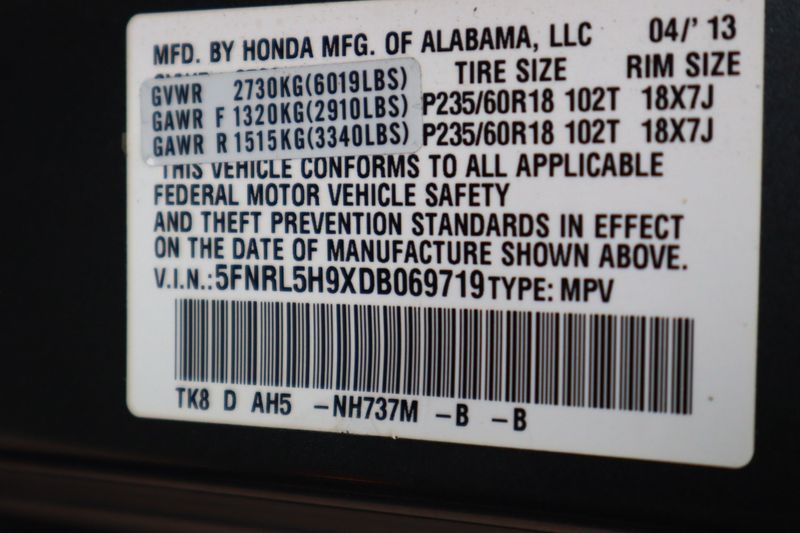 MFD. BY HONDA MFG. OF ALABAMA, LLC 04/'13
TIRE SIZE RIM SIZE
GVWR 2730KG(6019LBS)
GAWR F 1320KG(2910LBS) P235/60R18 102T 18X7J
GAWR R 1515KG(3340LBS) P235/60R18 102T 18X7J
THIS VEHICLE CONFORMS TO ALL APPLICABLE
FEDERAL MOTOR VEHICLE SAFETY
AND THEFT PREVENTION STANDARDS IN EFFECT
ON THE DATE OF MANUFACTURE SHOWN ABOVE.
V.I.N.: 5FNRL5H9XDB069719 TYPE: MPV
TK8 D AH5 -NH737M -B -B